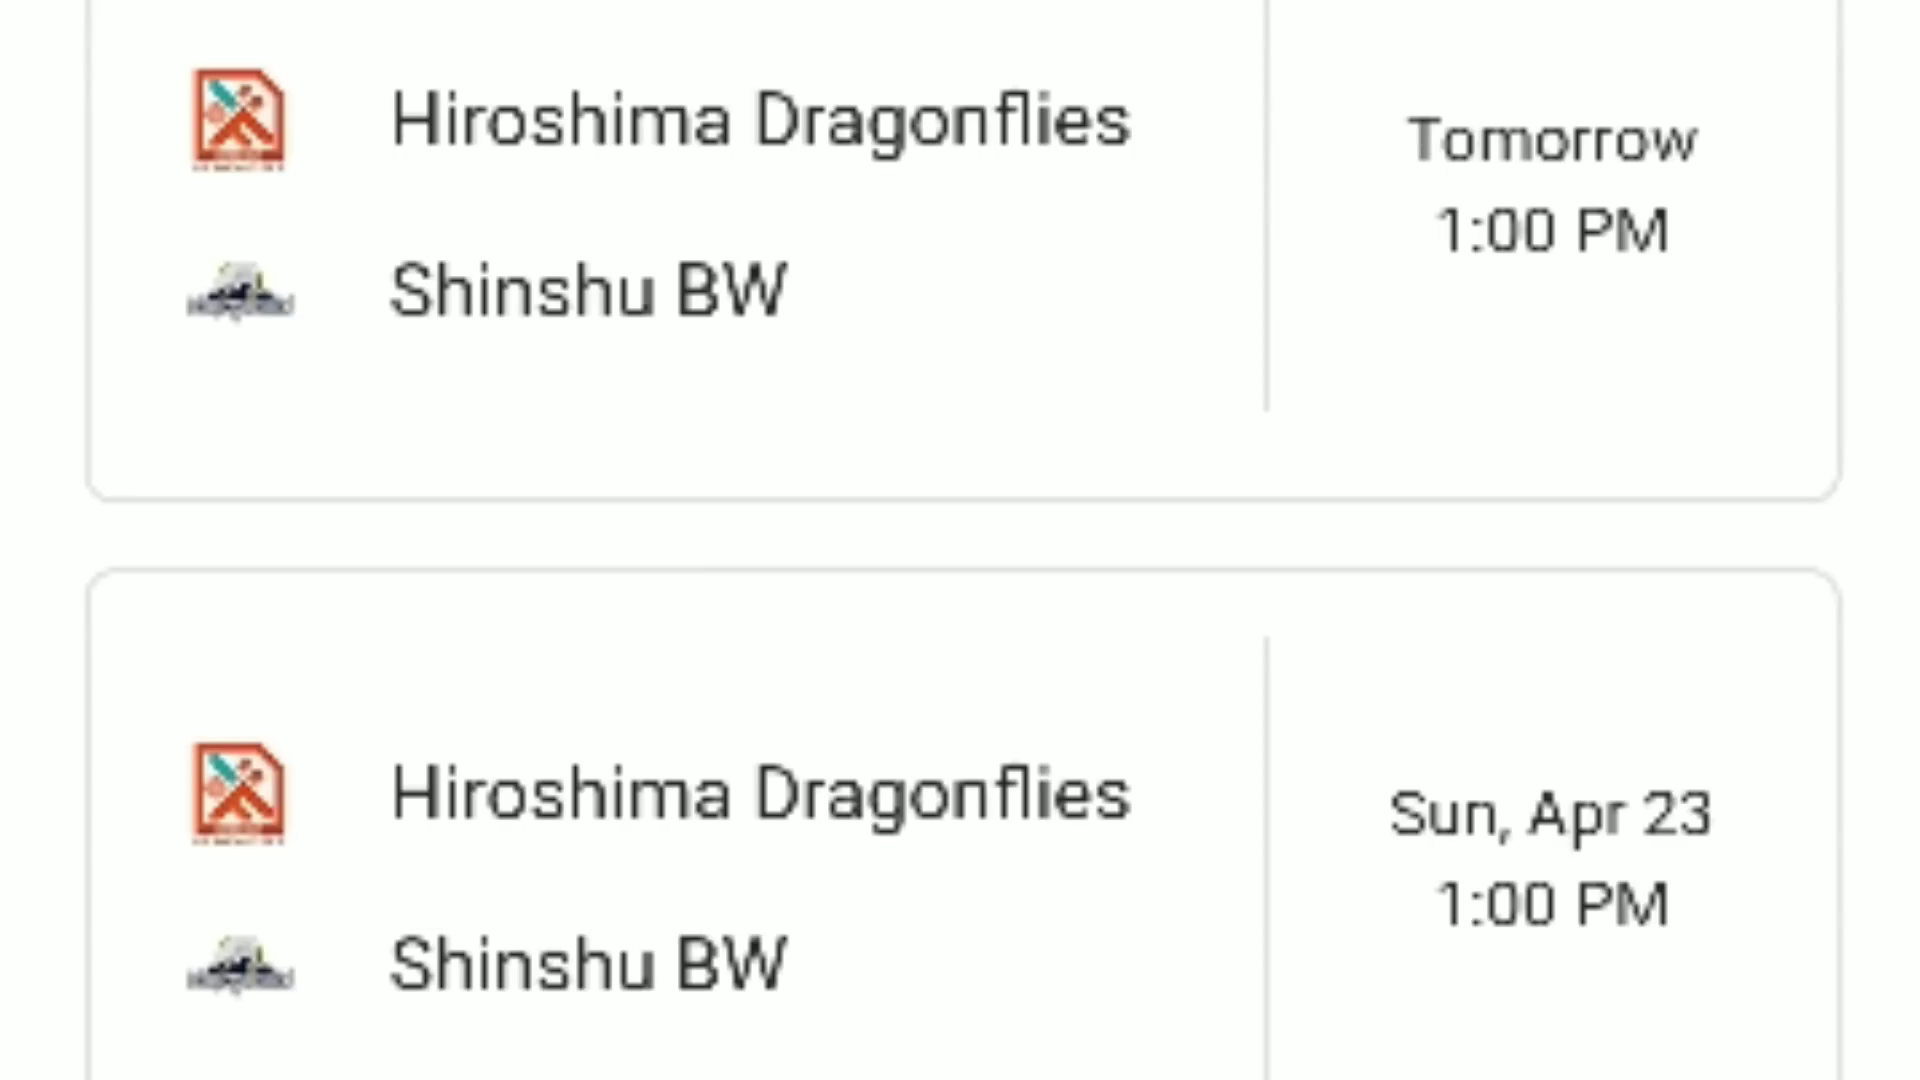 Hiroshima Dragonflies
Shinshu BW
Tomorrow
1:00 PM
Hiroshima Dragonflies
Shinshu BW
Sun, Apr 23
1:00 PM